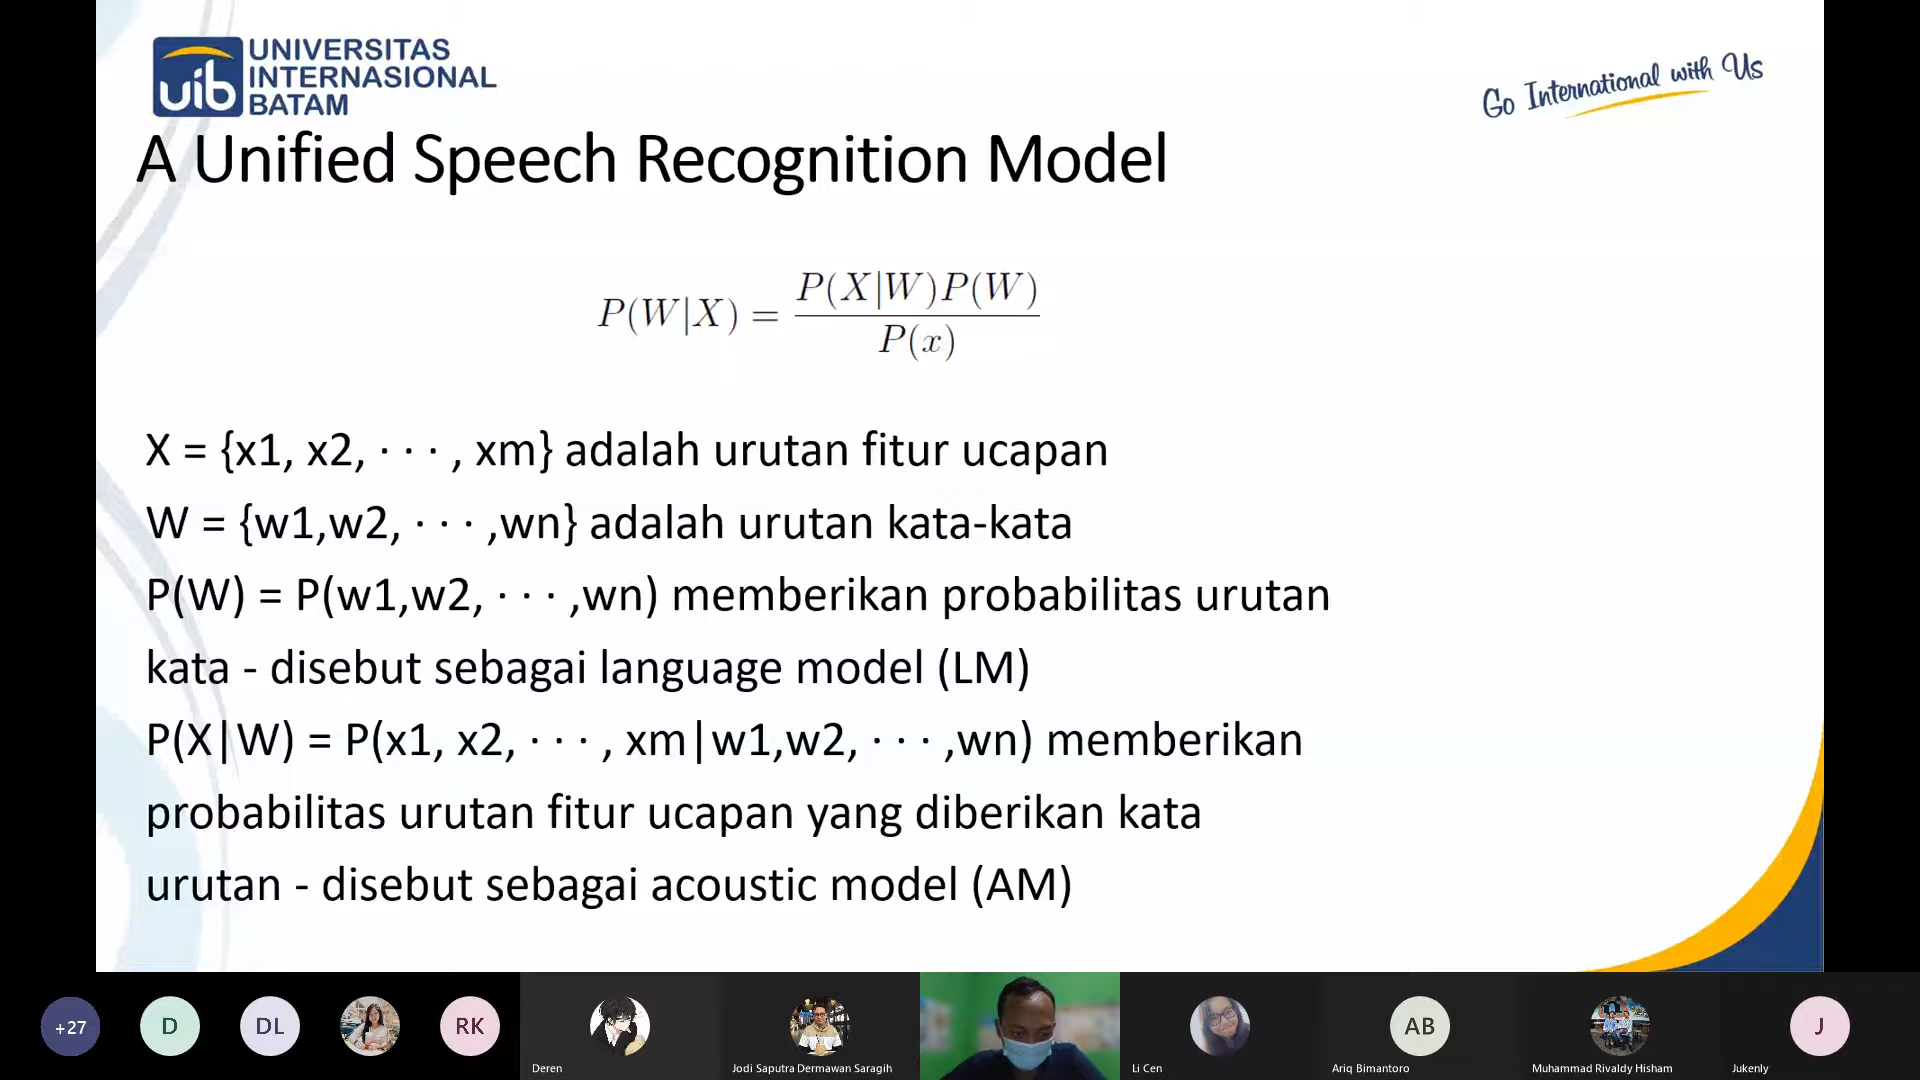 uib
UNIVERSITAS
INTERNASIONAL
BATAM
Go International with Us
A Unified Speech Recognition Model
P(W|X) = P(X|W)P(W) / P(x)
X = {x1, x2, · · · , xm} adalah urutan fitur ucapan
W = {w1,w2, · · · ,wn} adalah urutan kata-kata
P(W) = P(w1,w2, · · · ,wn) memberikan probabilitas urutan
kata - disebut sebagai language model (LM)
P(X|W) = P(x1, x2, · · · , xm|w1,w2, · · · ,wn) memberikan
probabilitas urutan fitur ucapan yang diberikan kata
urutan - disebut sebagai acoustic model (AM)
+27
D
DL
RK
Deren
Jodi Saputra Dermawan Saragih
Li Cen
AB
Ariq Bimantoro
Muhammad Rivaldy Hisham
J
Jukenly